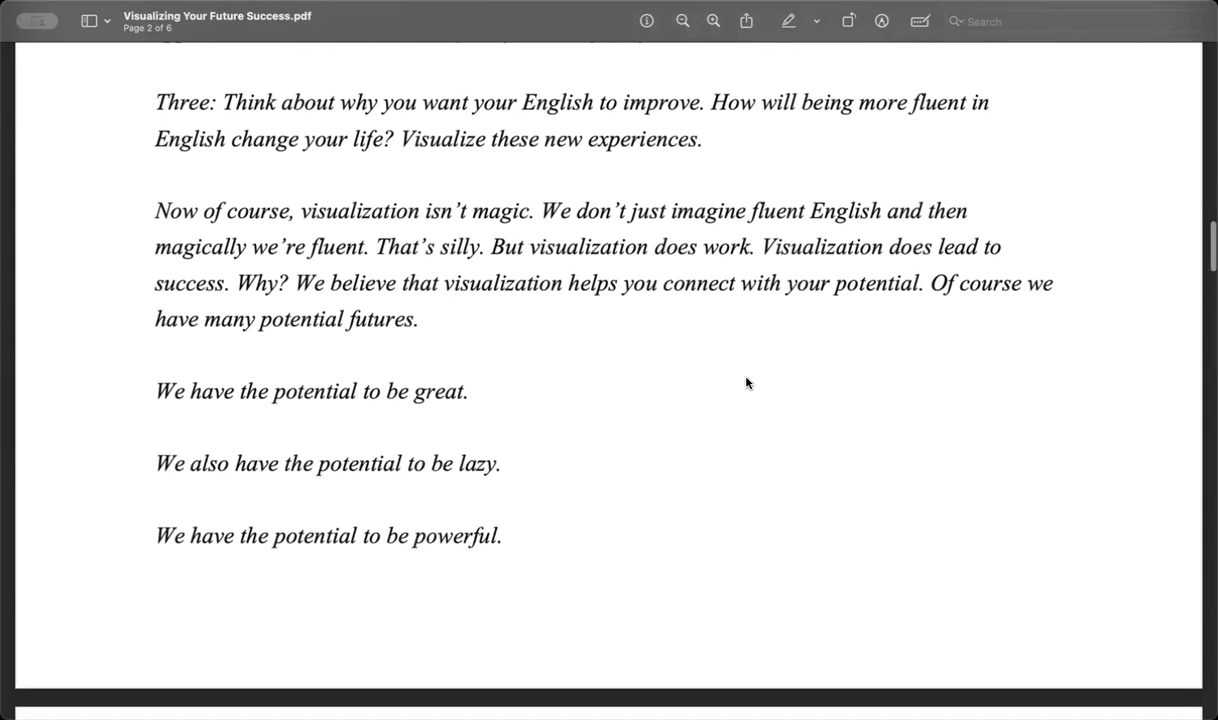 Visualizing Your Future Success.pdf
Page 2 of 6
Search
Three: Think about why you want your English to improve. How will being more fluent in
English change your life? Visualize these new experiences.
Now of course, visualization isn’t magic. We don’t just imagine fluent English and then
magically we’re fluent. That’s silly. But visualization does work. Visualization does lead to
success. Why? We believe that visualization helps you connect with your potential. Of course we
have many potential futures.
We have the potential to be great.
We also have the potential to be lazy.
We have the potential to be powerful.